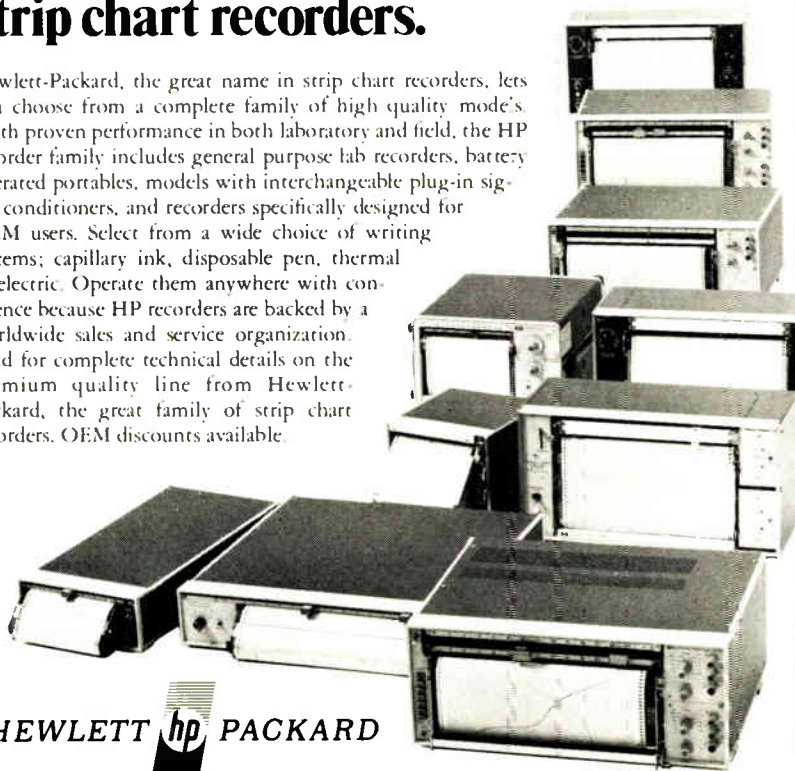 trip chart recorders.
wlett-Packard, the great name in strip chart recorders, lets
choose from a complete family of high quality mode's.
th proven performance in both laboratory and field, the HP
order family includes general purpose lab recorders, battery
erated portables, models with interchangeable plug-in sig-
conditioners, and recorders specifically designed for
M users. Select from a wide choice of writing
tems; capillary ink, disposable pen, thermal
electric. Operate them anywhere with con-
ence because HP recorders are backed by a
rldwide sales and service organization.
d for complete technical details on the
mium quality line from Hewlett-
kard, the great family of strip chart
orders. OEM discounts available.
HEWLETT hp PACKARD